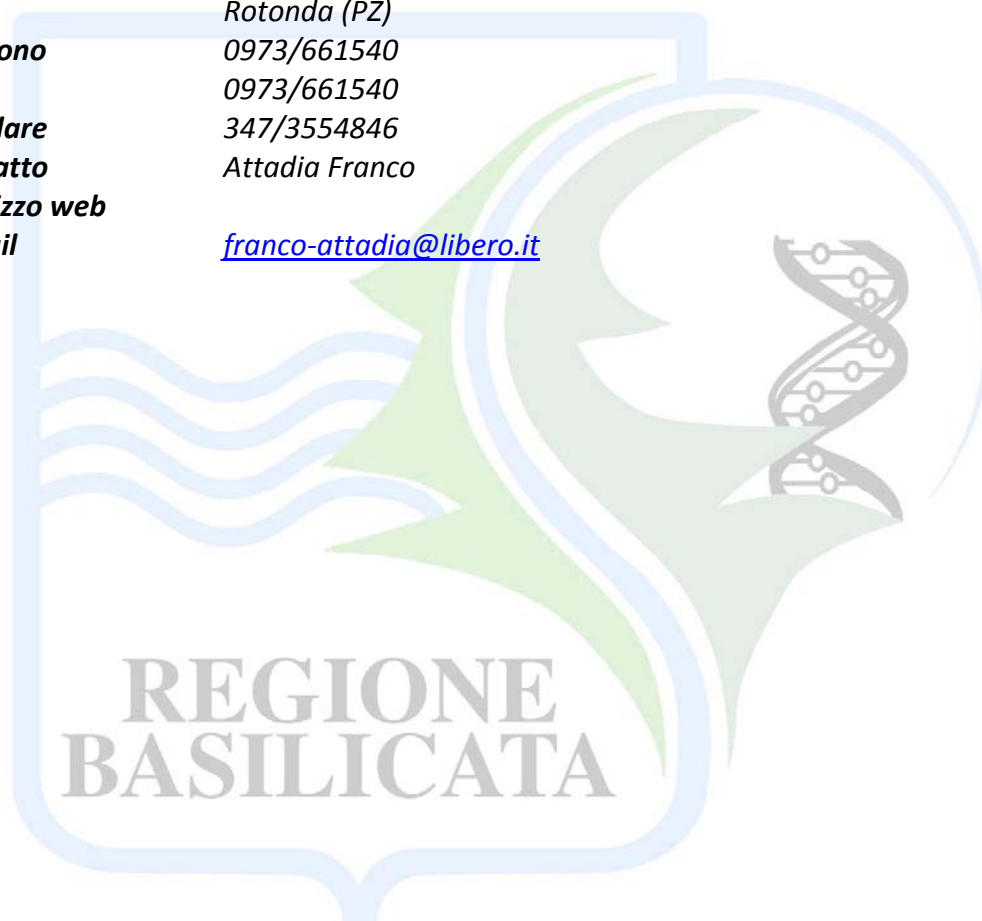 Rotonda (PZ)
ono 0973/661540
0973/661540
lare 347/3554846
atto Attadia Franco
izzo web
il franco-attadia@libero.it
REGIONE
BASILICATA